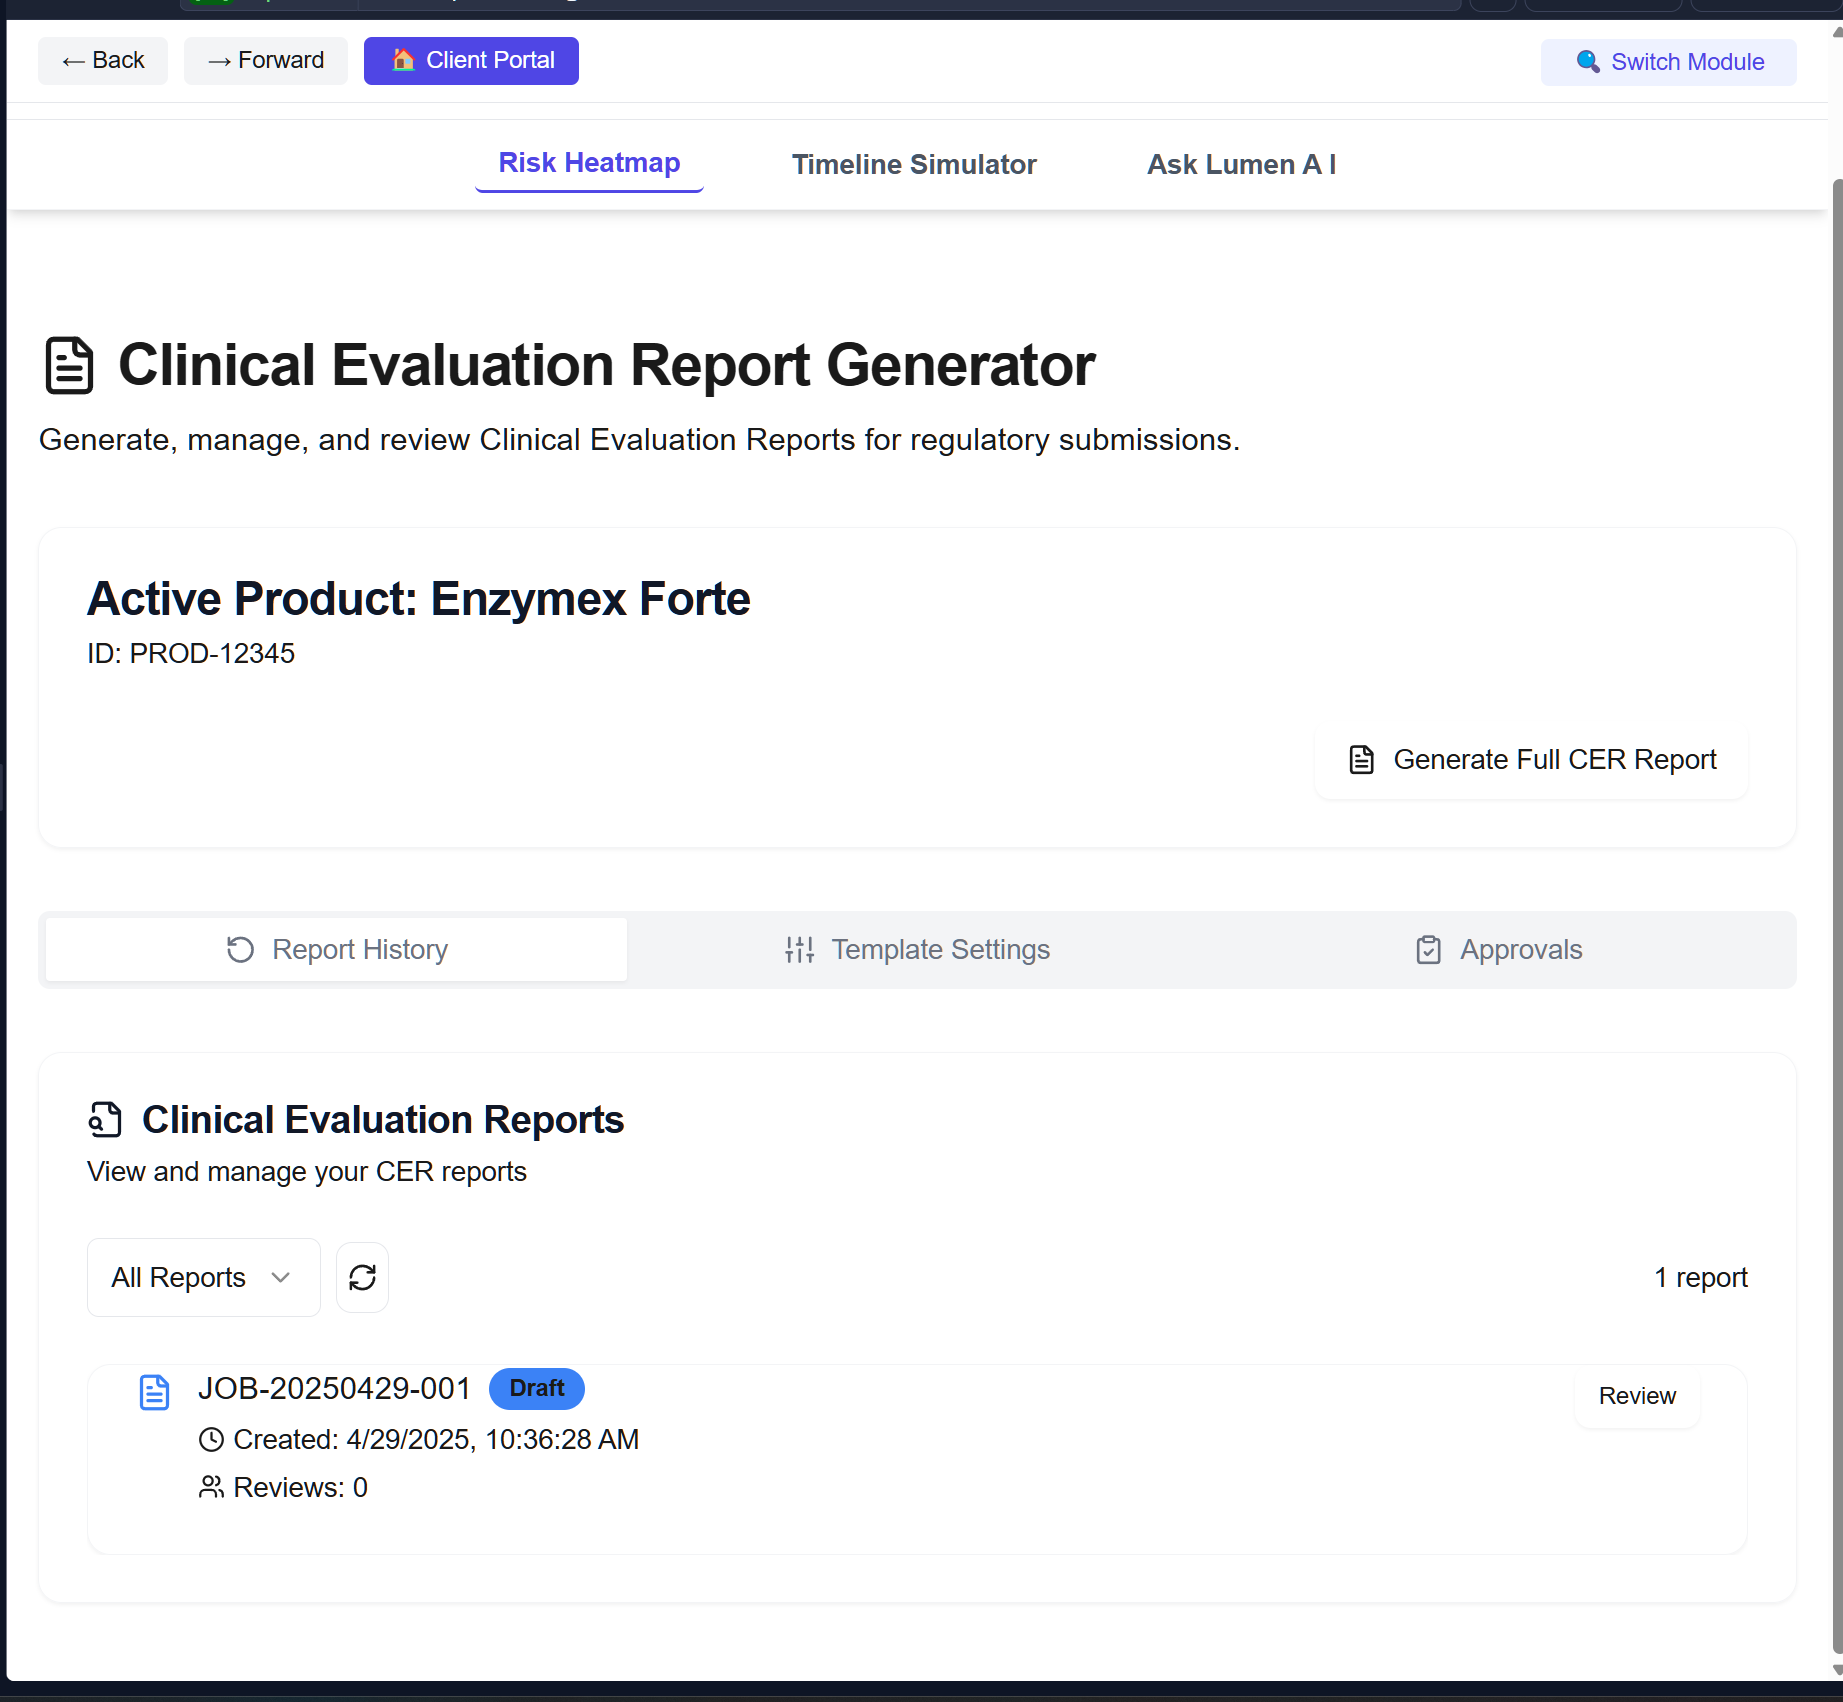 ← Back
→ Forward
Client Portal
Switch Module
Risk Heatmap
Timeline Simulator
Ask Lumen A I
Clinical Evaluation Report Generator
Generate, manage, and review Clinical Evaluation Reports for regulatory submissions.
Active Product: Enzymex Forte
ID: PROD-12345
Generate Full CER Report
Report History
Template Settings
Approvals
Clinical Evaluation Reports
View and manage your CER reports
All Reports
1 report
JOB-20250429-001
Draft
Review
Created: 4/29/2025, 10:36:28 AM
Reviews: 0